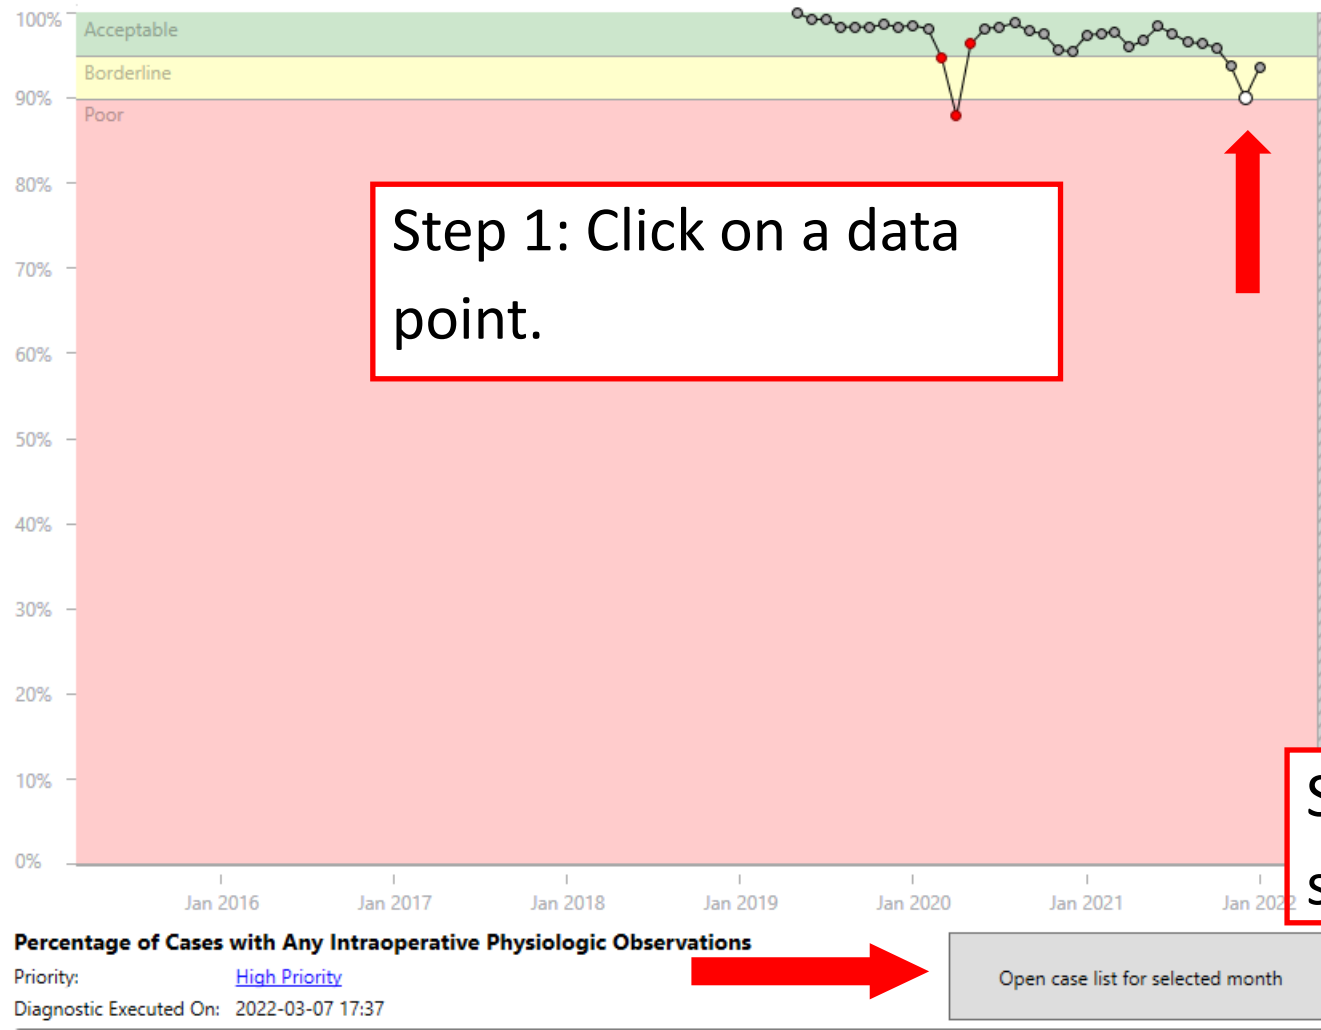 100%
Acceptable
Borderline
90%
Poor
80%
Step 1: Click on a data
point.
70%
60%
50%
40%
30%
20%
10%
S
0%
s
Jan 2016
Jan 2017
Jan 2018
Jan 2019
Jan 2020
Jan 2021
Jan 2022
Percentage of Cases with Any Intraoperative Physiologic Observations
Priority: High Priority
Open case list for selected month
Diagnostic Executed On: 2022-03-07 17:37